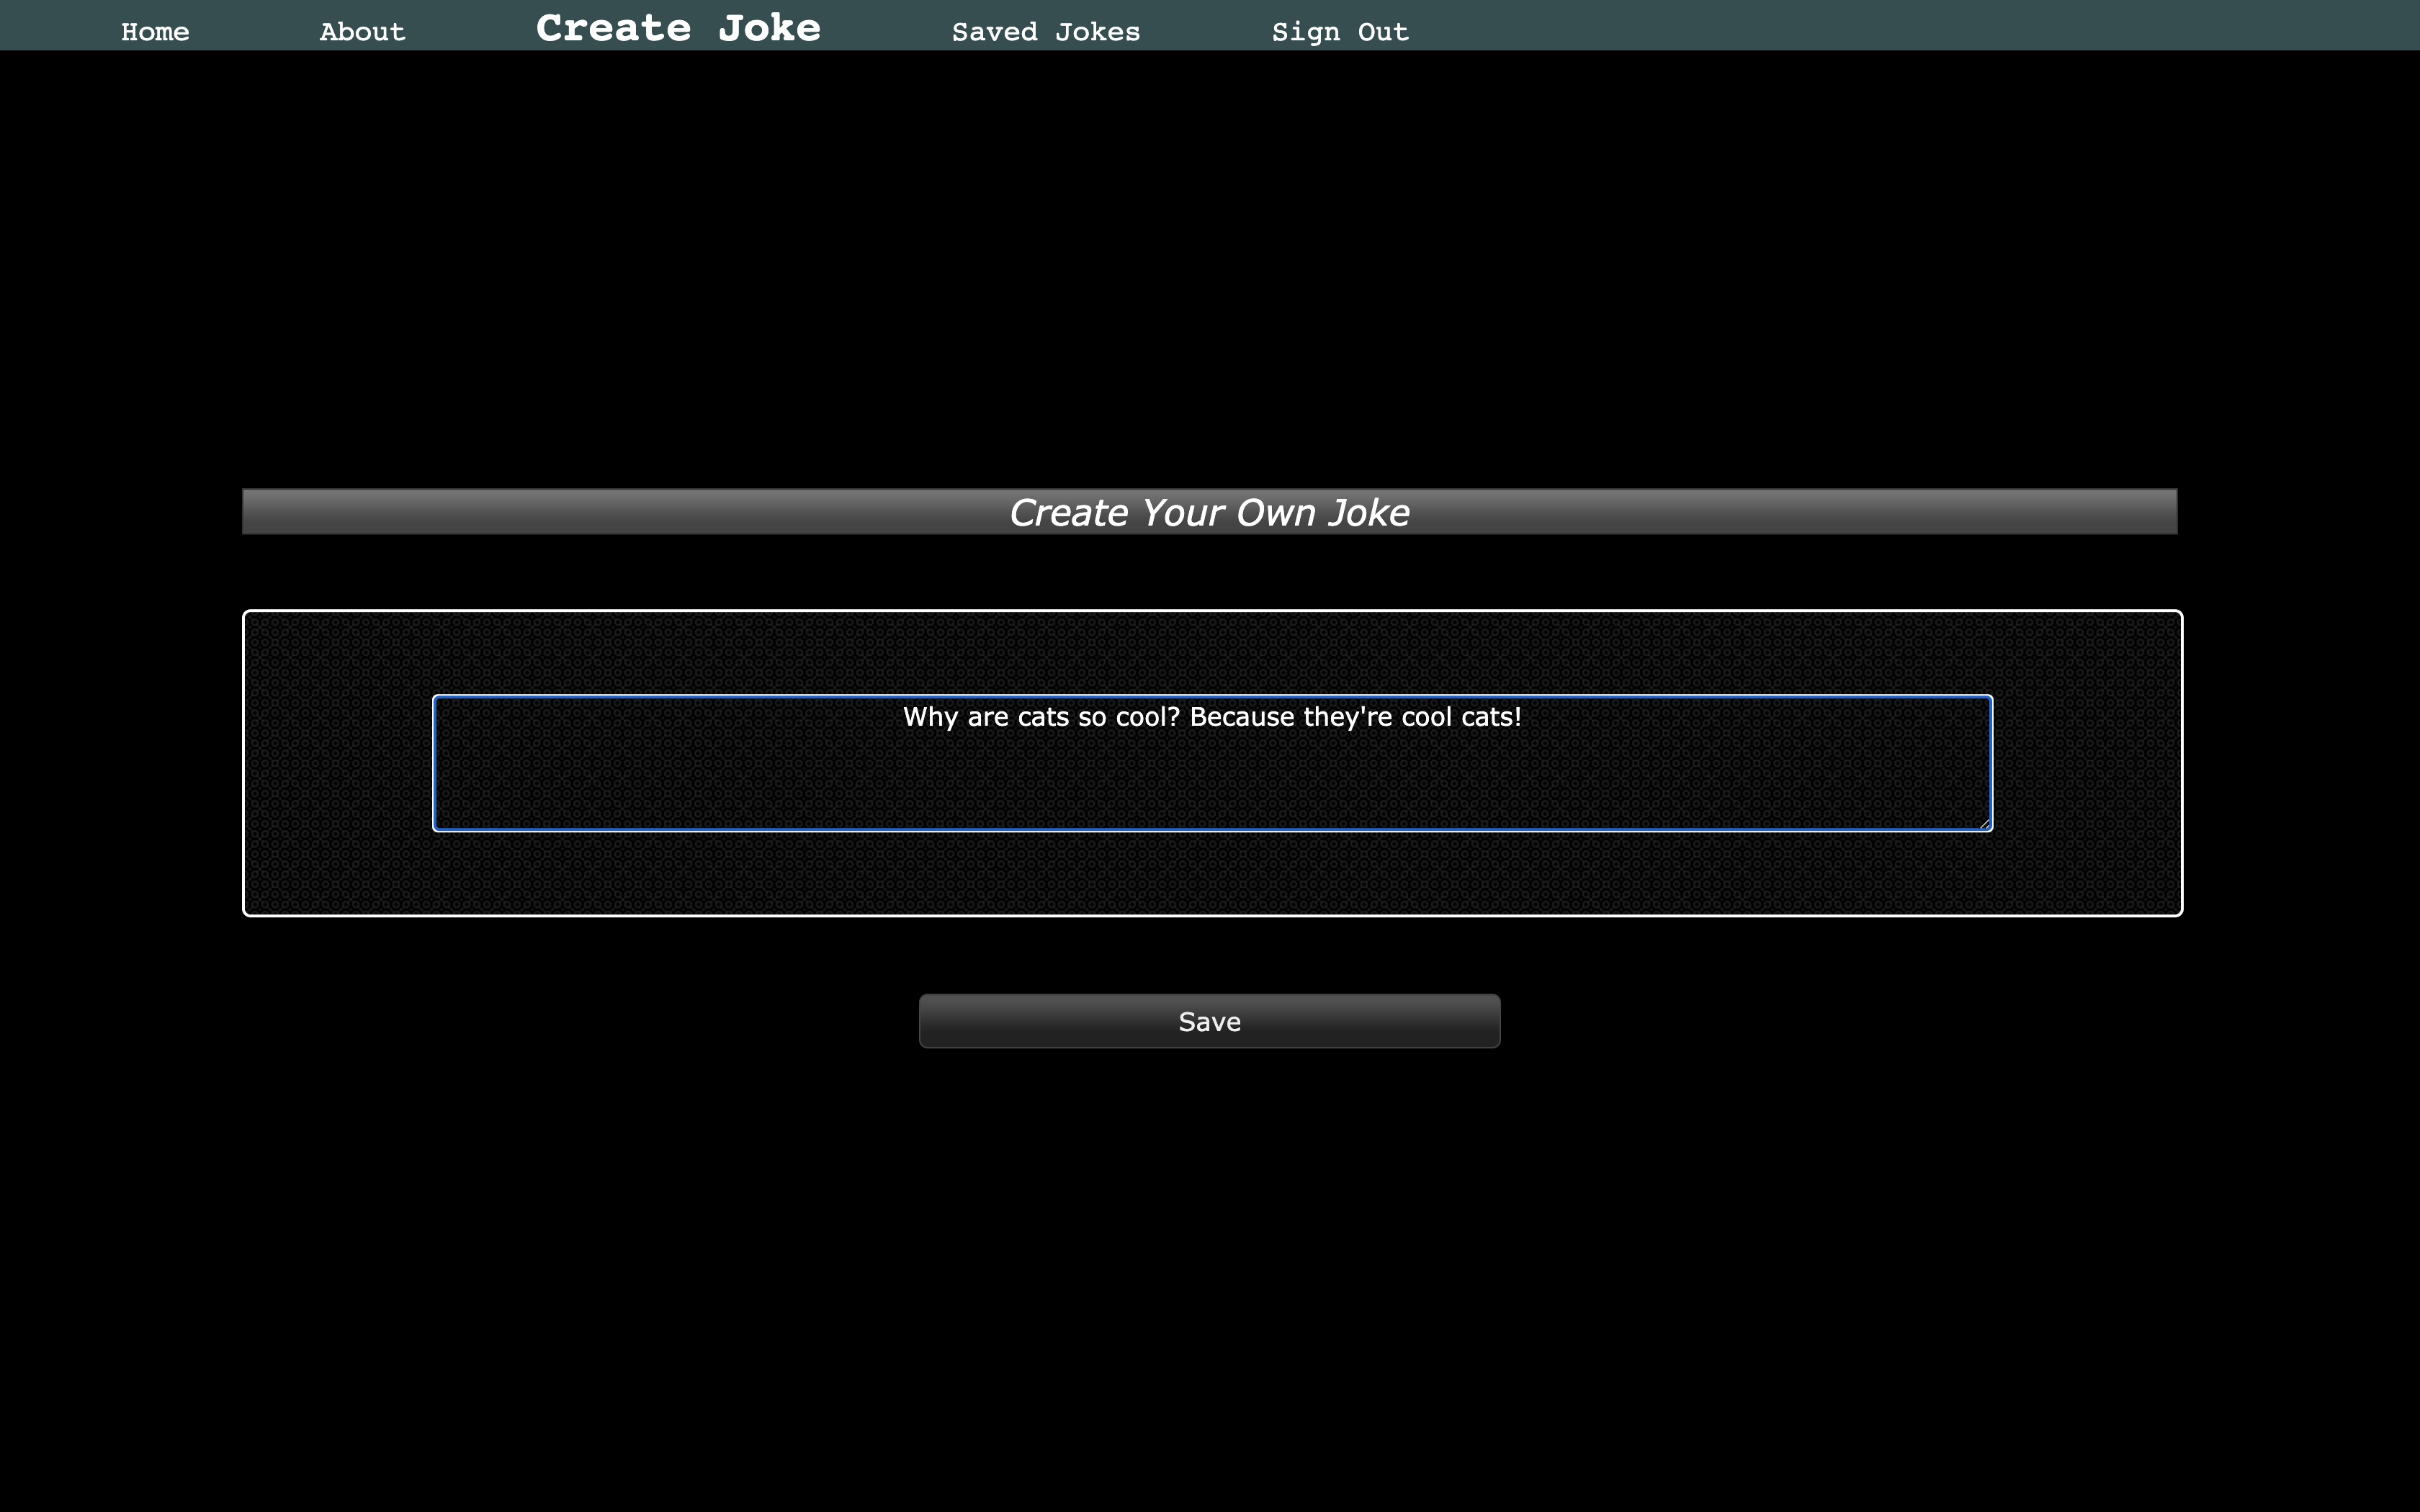 Home About Create Joke Saved Jokes Sign Out
Create Your Own Joke
Why are cats so cool? Because they're cool cats!
Save